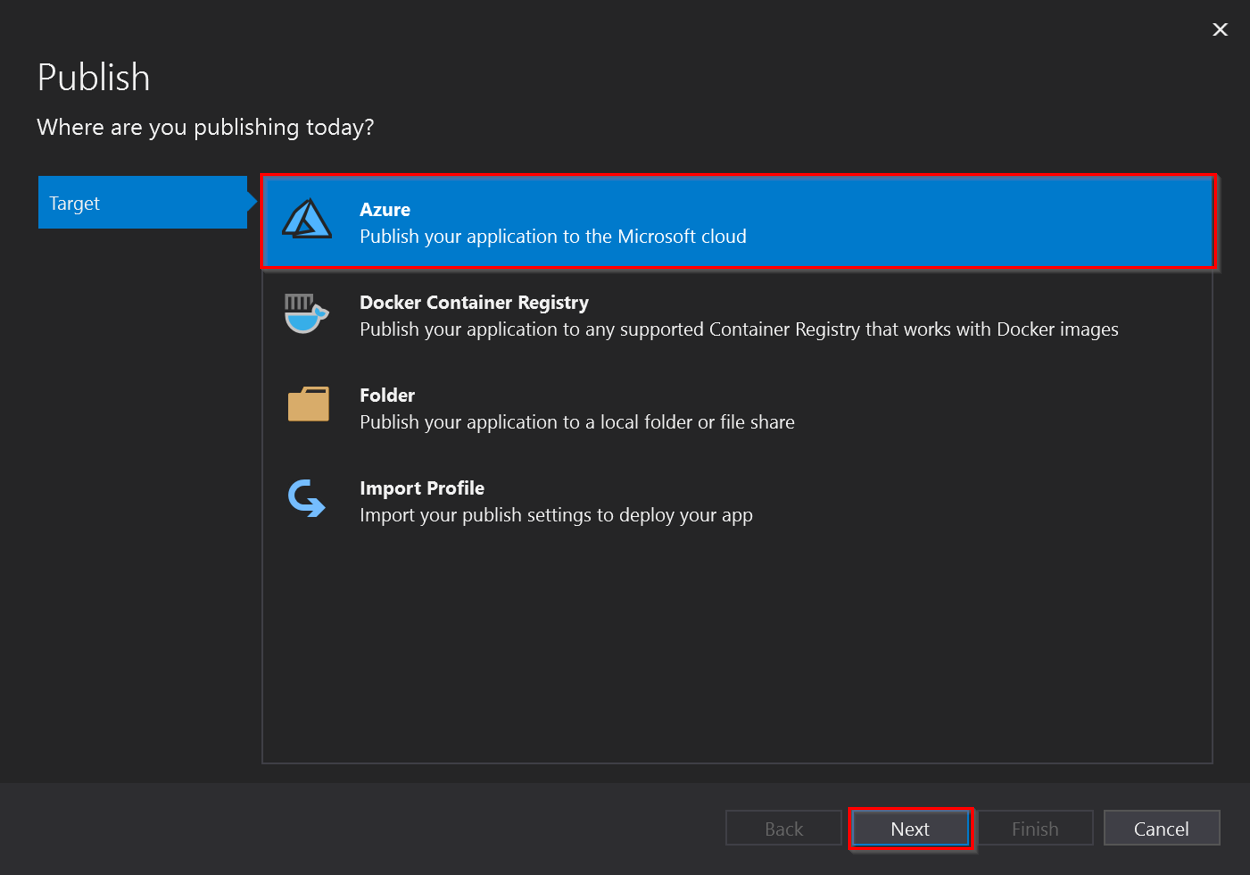 Publish
Where are you publishing today?
Target
Azure
Publish your application to the Microsoft cloud
Docker Container Registry
Publish your application to any supported Container Registry that works with Docker images
Folder
Publish your application to a local folder or file share
Import Profile
Import your publish settings to deploy your app
Back
Next
Finish
Cancel